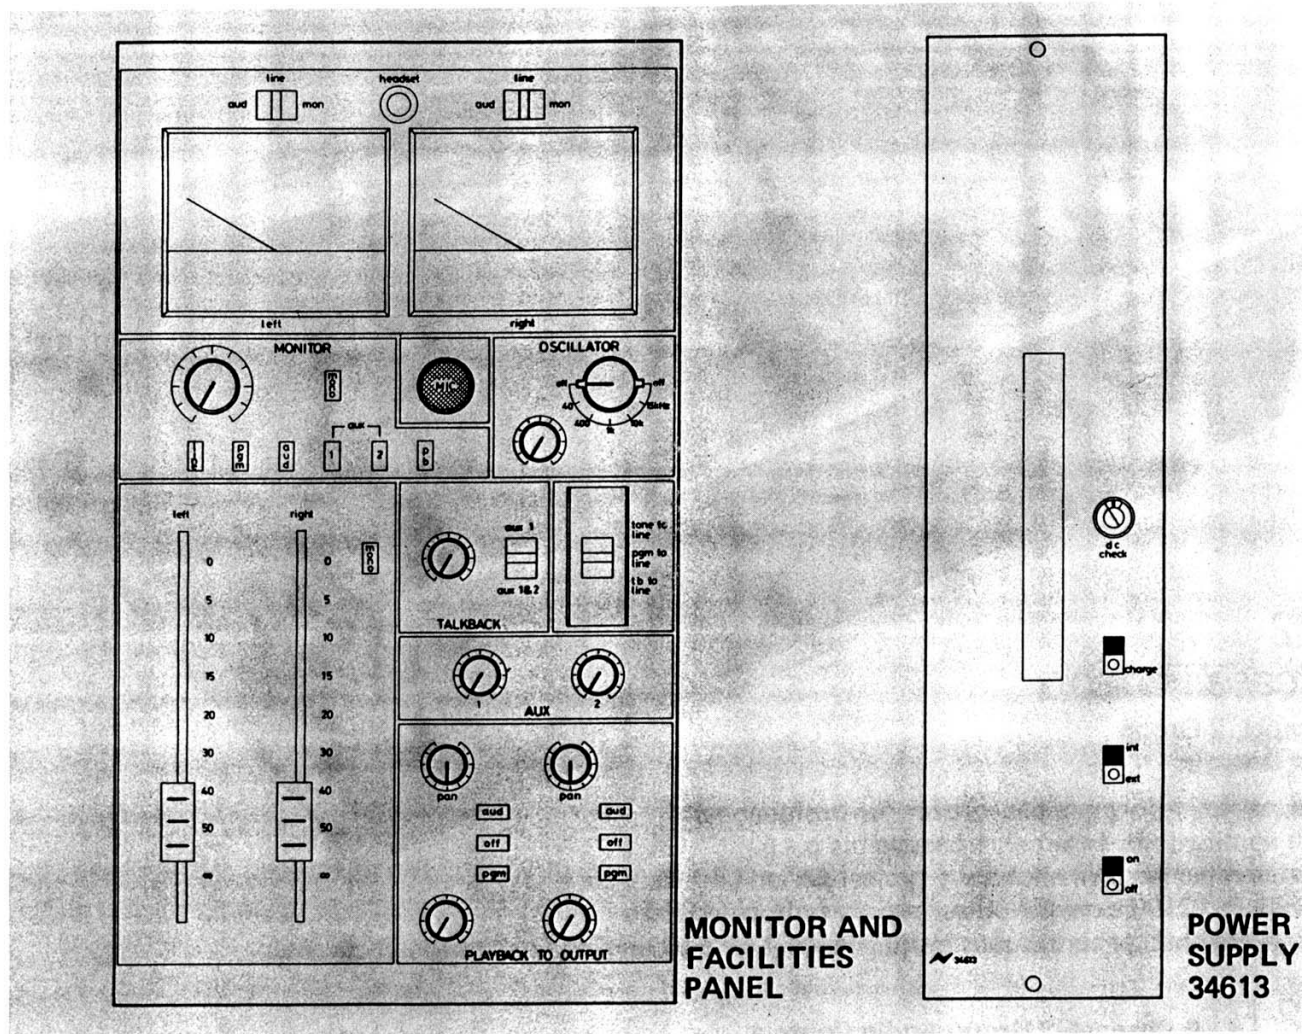 line
headset
line
aud
mon
aud
mon
left
right
MONITOR
mono
aux
pgm
aud
1
2
pb
MIC
OSCILLATOR
off
off
40
15kHz
400
1k
10k
left
right
mono
0
0
5
5
10
10
15
15
20
20
30
30
40
40
50
50
∞
∞
aux 1
aux 1&2
TALKBACK
tone to
line
pgm to
line
t b to
line
1
2
AUX
pan
pan
aud
aud
off
off
pgm
pgm
PLAYBACK TO OUTPUT
MONITOR AND
FACILITIES
PANEL
d c
check
charge
int
ext
on
off
34613
POWER
SUPPLY
34613